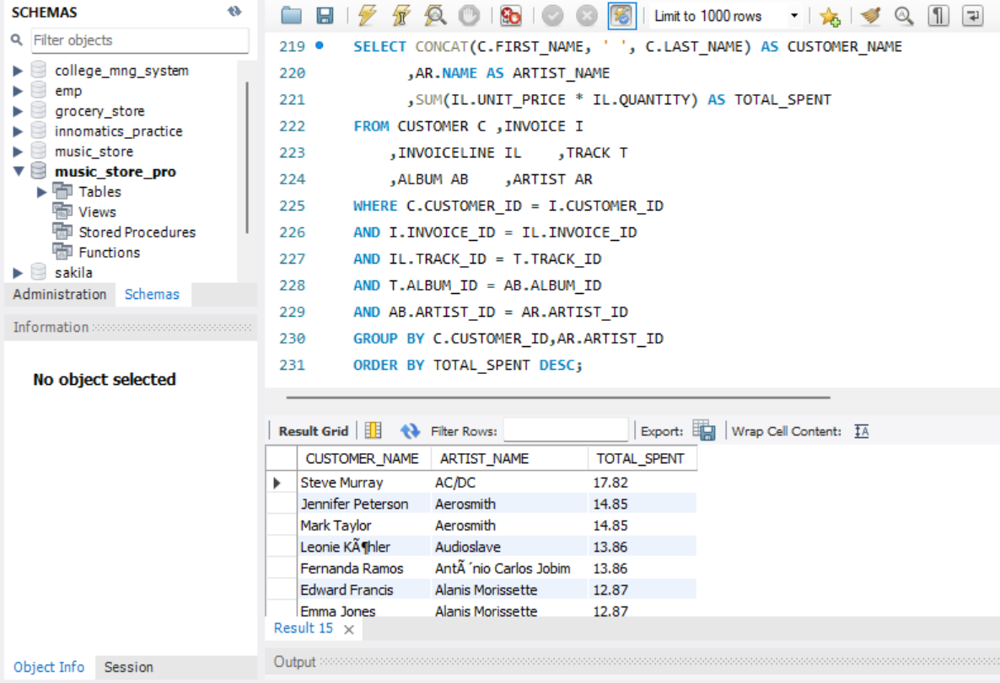 SCHEMAS
Filter objects
college_mng_system
emp
grocery_store
innomatics_practice
music_store
music_store_pro
Tables
Views
Stored Procedures
Functions
sakila
Administration Schemas
Information
No object selected
Object Info Session
Limit to 1000 rows
219 SELECT CONCAT(C.FIRST_NAME, ' ', C.LAST_NAME) AS CUSTOMER_NAME
220 ,AR.NAME AS ARTIST_NAME
221 ,SUM(IL.UNIT_PRICE * IL.QUANTITY) AS TOTAL_SPENT
222 FROM CUSTOMER C ,INVOICE I
223 ,INVOICELINE IL ,TRACK T
224 ,ALBUM AB ,ARTIST AR
225 WHERE C.CUSTOMER_ID = I.CUSTOMER_ID
226 AND I.INVOICE_ID = IL.INVOICE_ID
227 AND IL.TRACK_ID = T.TRACK_ID
228 AND T.ALBUM_ID = AB.ALBUM_ID
229 AND AB.ARTIST_ID = AR.ARTIST_ID
230 GROUP BY C.CUSTOMER_ID,AR.ARTIST_ID
231 ORDER BY TOTAL_SPENT DESC;
Result Grid Filter Rows: Export: Wrap Cell Content:
CUSTOMER_NAME ARTIST_NAME TOTAL_SPENT
Steve Murray AC/DC 17.82
Jennifer Peterson Aerosmith 14.85
Mark Taylor Aerosmith 14.85
Leonie KÃ¶hler Audioslave 13.86
Fernanda Ramos AntÃ´nio Carlos Jobim 13.86
Edward Francis Alanis Morissette 12.87
Emma Jones Alanis Morissette 12.87
Result 15
Output